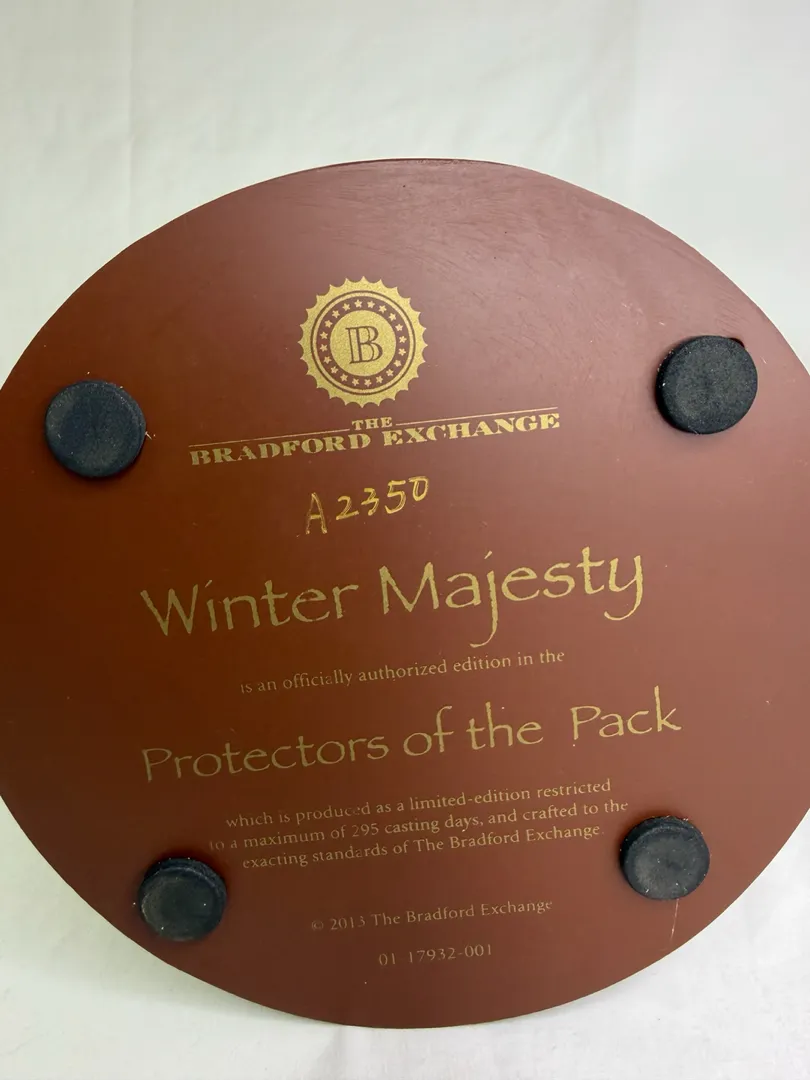 B
THE
BRADFORD EXCHANGE
A2350
Winter Majesty
is an officially authorized edition in the
Protectors of the Pack
which is produced as a limited-edition restricted
to a maximum of 295 casting days, and crafted to the
exacting standards of The Bradford Exchange.
© 2013 The Bradford Exchange
01 17932-001